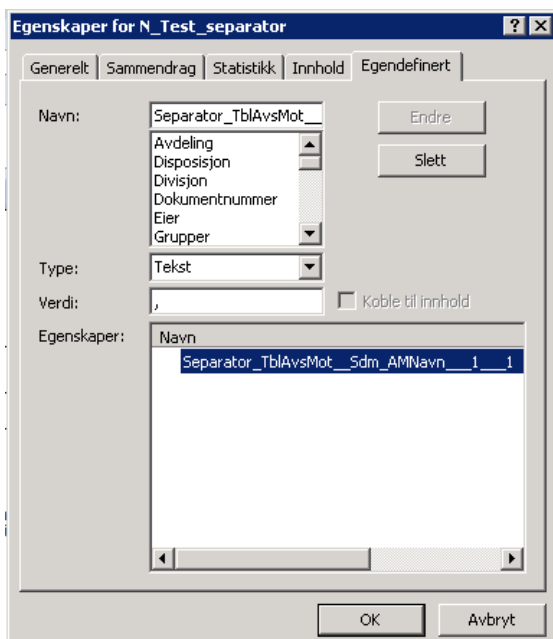 Egenskaper for N_Test_separator
Generelt Sammendrag Statistikk Innhold Egendefinert
Navn: Separator_TblAvsMot__ Endre
Avdeling
Disposisjon
Divisjon
Dokumentnummer
Eier
Grupper
Slett
Type: Tekst
Verdi: , Koble til innhold
Egenskaper: Navn
Separator_TblAvsMot__Sdm_AMNavn___1___1
OK Avbryt